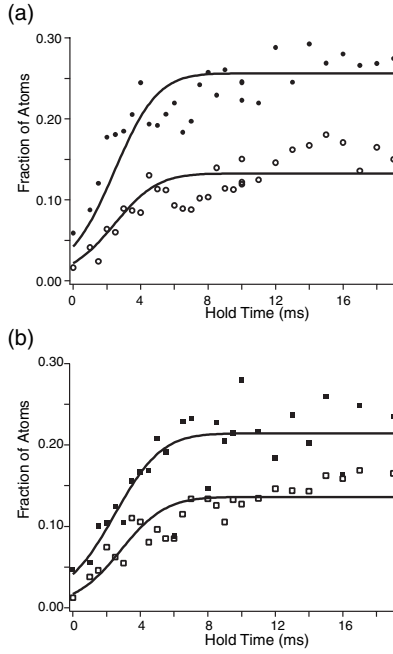 (a)
0.30
0.20
0.10
0.00
Fraction of Atoms
0 4 8 12 16
Hold Time (ms)
(b)
0.30
0.20
0.10
0.00
Fraction of Atoms
0 4 8 12 16
Hold Time (ms)